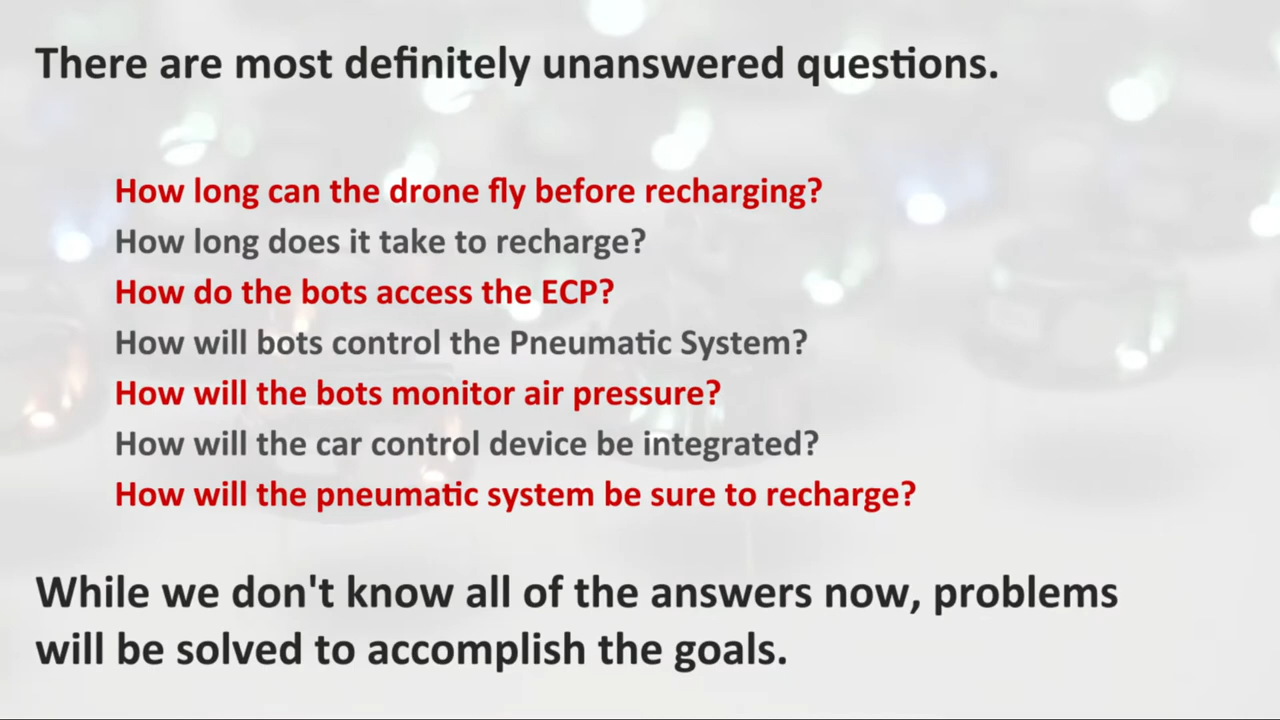 There are most definitely unanswered questions.
How long can the drone fly before recharging?
How long does it take to recharge?
How do the bots access the ECP?
How will bots control the Pneumatic System?
How will the bots monitor air pressure?
How will the car control device be integrated?
How will the pneumatic system be sure to recharge?
While we don't know all of the answers now, problems
will be solved to accomplish the goals.